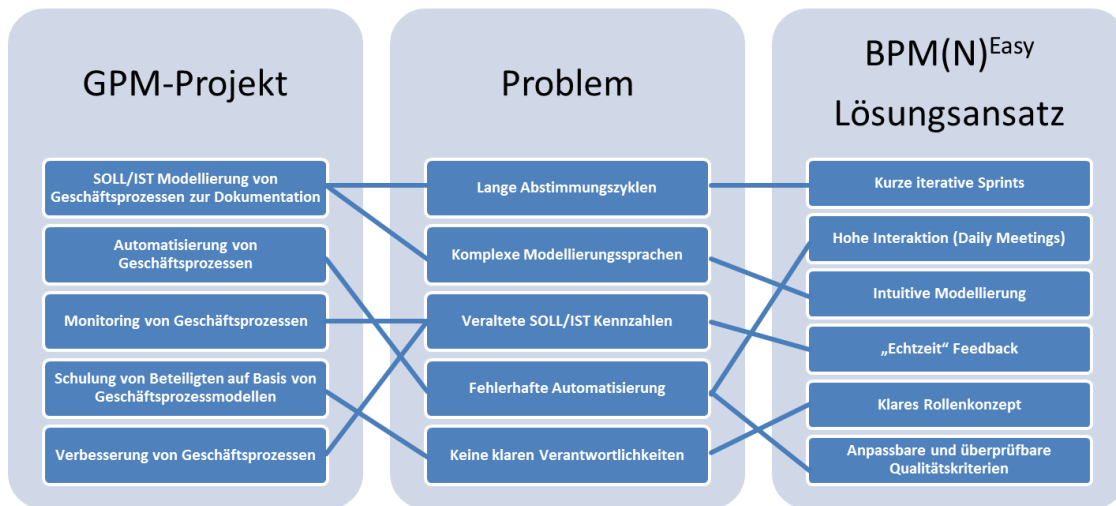 GPM-Projekt
SOLL/IST Modellierung von
Geschäftsprozessen zur Dokumentation
Automatisierung von
Geschäftsprozessen
Monitoring von Geschäftsprozessen
Schulung von Beteiligten auf Basis von
Geschäftsprozessmodellen
Verbesserung von Geschäftsprozessen
Problem
Lange Abstimmungszyklen
Komplexe Modellierungssprachen
Veraltete SOLL/IST Kennzahlen
Fehlerhafte Automatisierung
Keine klaren Verantwortlichkeiten
BPM(N)Easy
Lösungsansatz
Kurze iterative Sprints
Hohe Interaktion (Daily Meetings)
Intuitive Modellierung
„Echtzeit“ Feedback
Klares Rollenkonzept
Anpassbare und überprüfbare
Qualitätskriterien